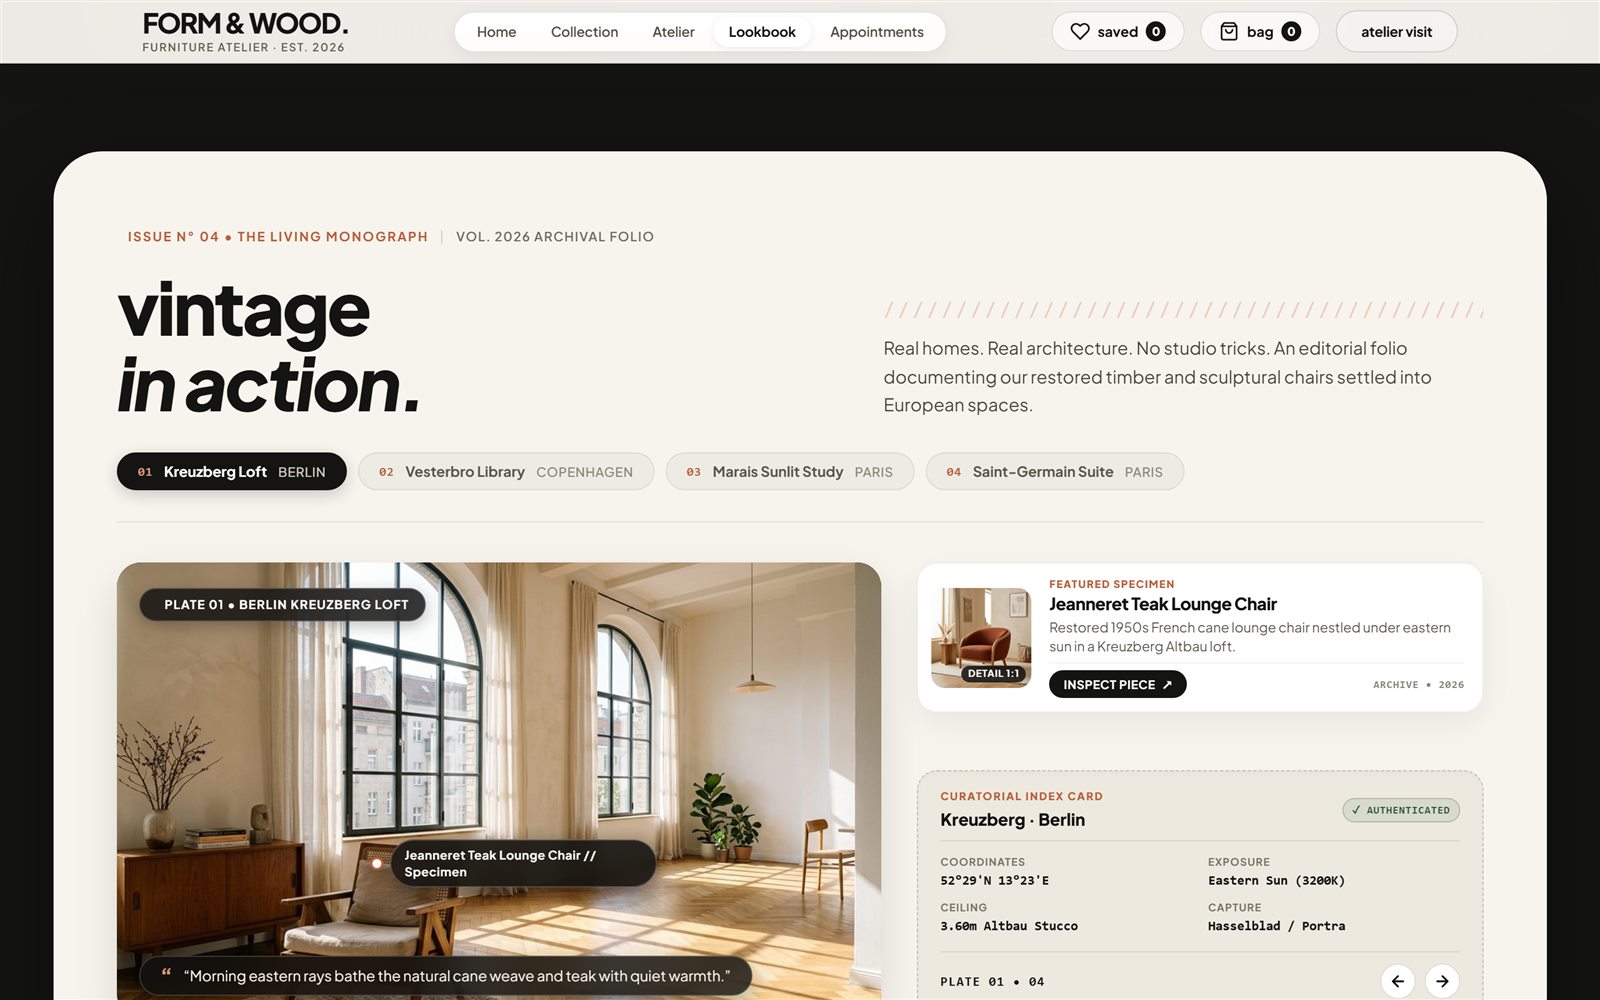 FORM & WOOD.
FURNITURE ATELIER · EST. 2026
Home
Collection
Atelier
Lookbook
Appointments
saved 0
bag 0
atelier visit
ISSUE N° 04 • THE LIVING MONOGRAPH
VOL. 2026 ARCHIVAL FOLIO
vintage
in action.
Real homes. Real architecture. No studio tricks. An editorial folio
documenting our restored timber and sculptural chairs settled into
European spaces.
01 Kreuzberg Loft BERLIN
02 Vesterbro Library COPENHAGEN
03 Marais Sunlit Study PARIS
04 Saint-Germain Suite PARIS
PLATE 01 • BERLIN KREUZBERG LOFT
Jeanneret Teak Lounge Chair //
Specimen
“ “Morning eastern rays bathe the natural cane weave and teak with quiet warmth.”
DETAIL 1:1
FEATURED SPECIMEN
Jeanneret Teak Lounge Chair
Restored 1950s French cane lounge chair nestled under eastern
sun in a Kreuzberg Altbau loft.
INSPECT PIECE ↗
ARCHIVE • 2026
CURATORIAL INDEX CARD
Kreuzberg · Berlin
✓ AUTHENTICATED
COORDINATES
52°29'N 13°23'E
EXPOSURE
Eastern Sun (3200K)
CEILING
3.60m Altbau Stucco
CAPTURE
Hasselblad / Portra
PLATE 01 • 04
← →